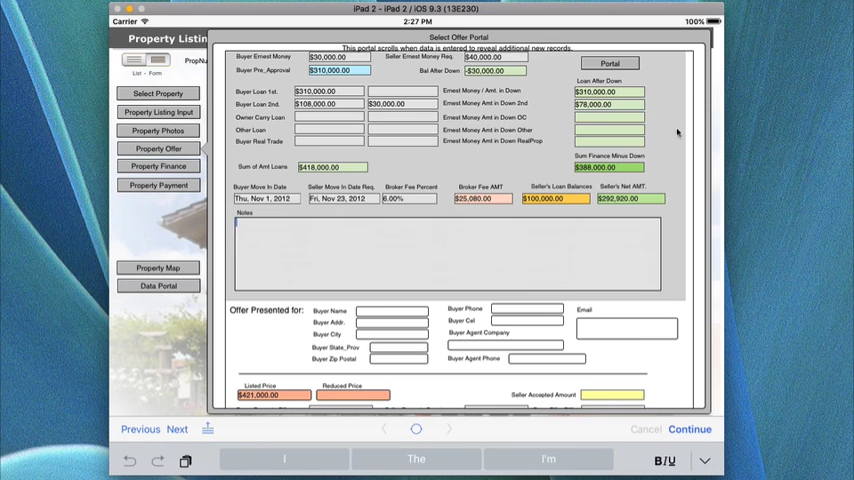 iPad 2 - iPad 2 / iOS 9.3 (13E230)
Carrier
2:27 PM
100%
Property Listin
Select Offer Portal
This portal scrolls when data is entered to reveal additional new records.
List - Form
PropNu
Select Property
Property Listing Input
Property Photos
Property Offer
Property Finance
Property Payment
Property Map
Data Portal
Buyer Ernest Money $30,000.00 Seller Ernest Money Req. $40,000.00
Buyer Pre_Approval $310,000.00 Bal After Down -$30,000.00
Portal
Loan After Down
Buyer Loan 1st. $310,000.00 Ernest Money / Amt. in Down $310,000.00
Buyer Loan 2nd. $108,000.00 $30,000.00 Ernest Money Amt in Down 2nd $78,000.00
Owner Carry Loan Ernest Money Amt in Down OC
Other Loan Ernest Money Amt in Down Other
Buyer Real Trade Ernest Money Amt in Down RealProp
Sum Finance Minus Down
Sum of Amt Loans $418,000.00 $388,000.00
Buyer Move In Date Seller Move In Date Req. Broker Fee Percent Broker Fee AMT Seller's Loan Balances Seller's Net AMT.
Thu, Nov 1, 2012 Fri, Nov 23, 2012 6.00% $25,080.00 $100,000.00 $292,920.00
Notes
Offer Presented for: Buyer Name Buyer Phone Email
Buyer Addr. Buyer Cel
Buyer City Buyer Agent Company
Buyer State_Prov
Buyer Zip Postal Buyer Agent Phone
Listed Price Reduced Price
$421,000.00 Seller Accepted Amount
Previous Next Cancel Continue
I The I'm
BIU